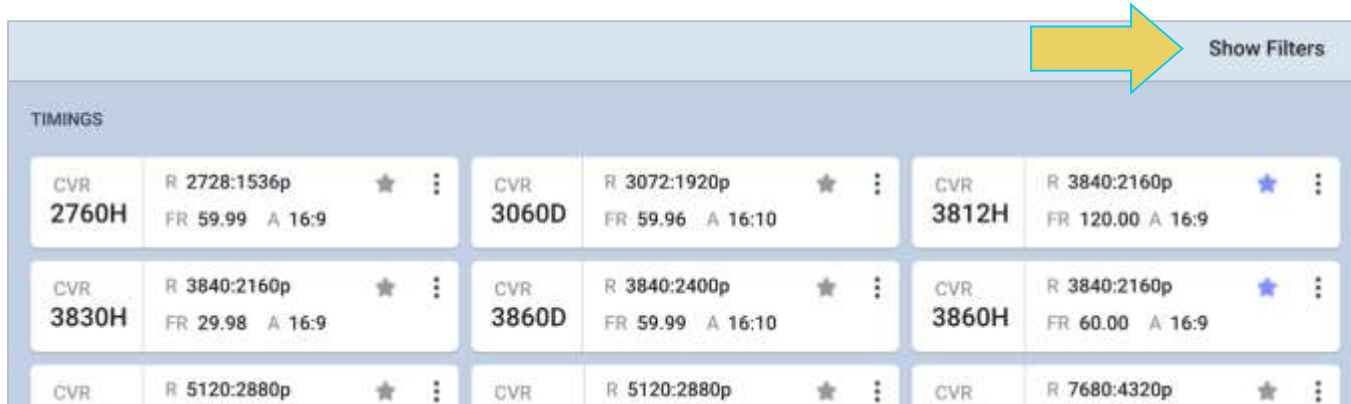 Show Filters
TIMINGS
CVR
2760H
R 2728:1536p
FR 59.99 A 16:9
CVR
3060D
R 3072:1920p
FR 59.96 A 16:10
CVR
3812H
R 3840:2160p
FR 120.00 A 16:9
CVR
3830H
R 3840:2160p
FR 29.98 A 16:9
CVR
3860D
R 3840:2400p
FR 59.99 A 16:10
CVR
3860H
R 3840:2160p
FR 60.00 A 16:9
CVR
R 5120:2880p
CVR
R 5120:2880p
CVR
R 7680:4320p